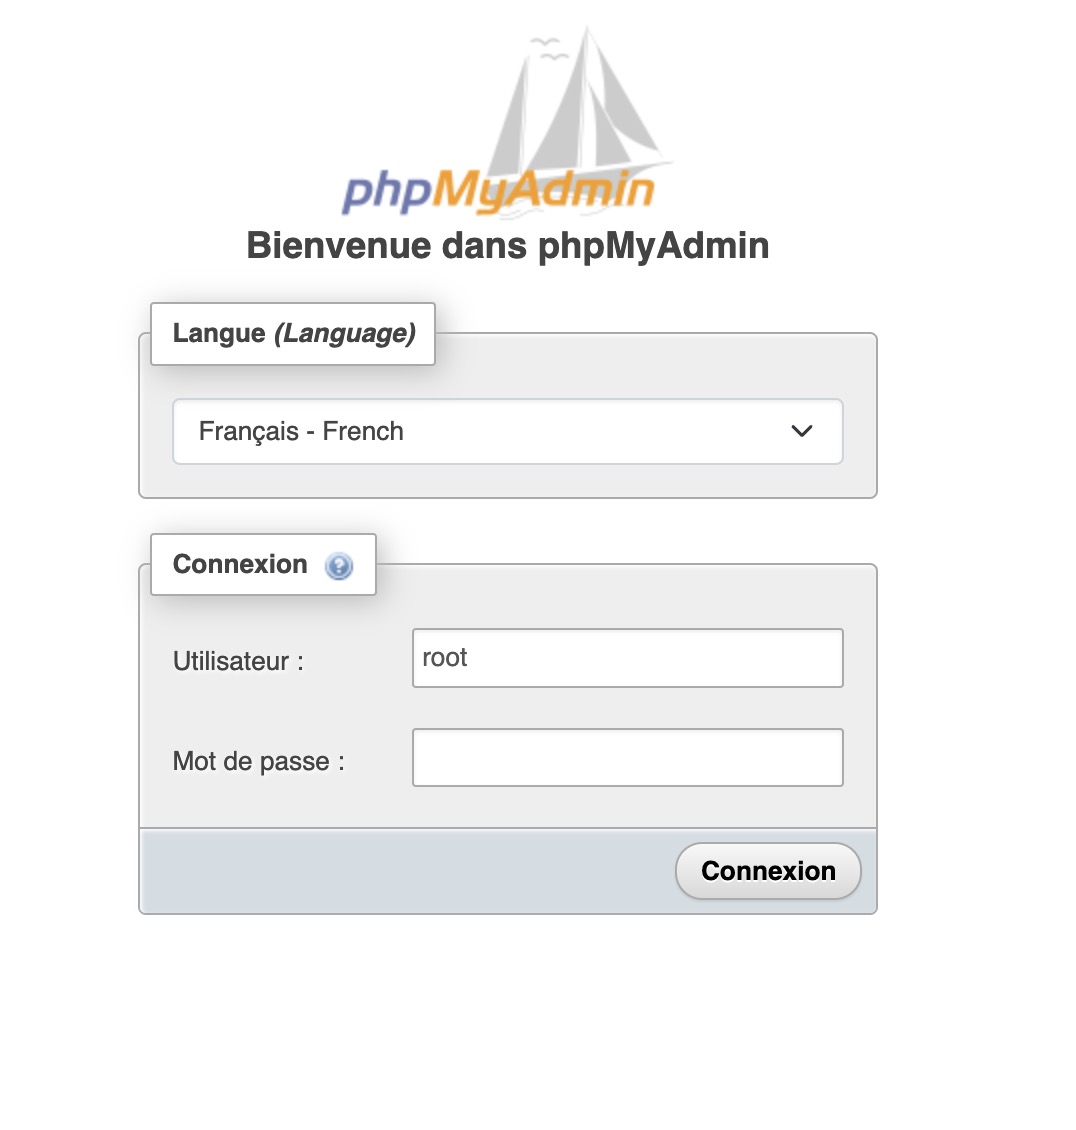 phpMyAdmin
Bienvenue dans phpMyAdmin
Langue (Language)
Français - French
Connexion
Utilisateur :
root
Mot de passe :
Connexion